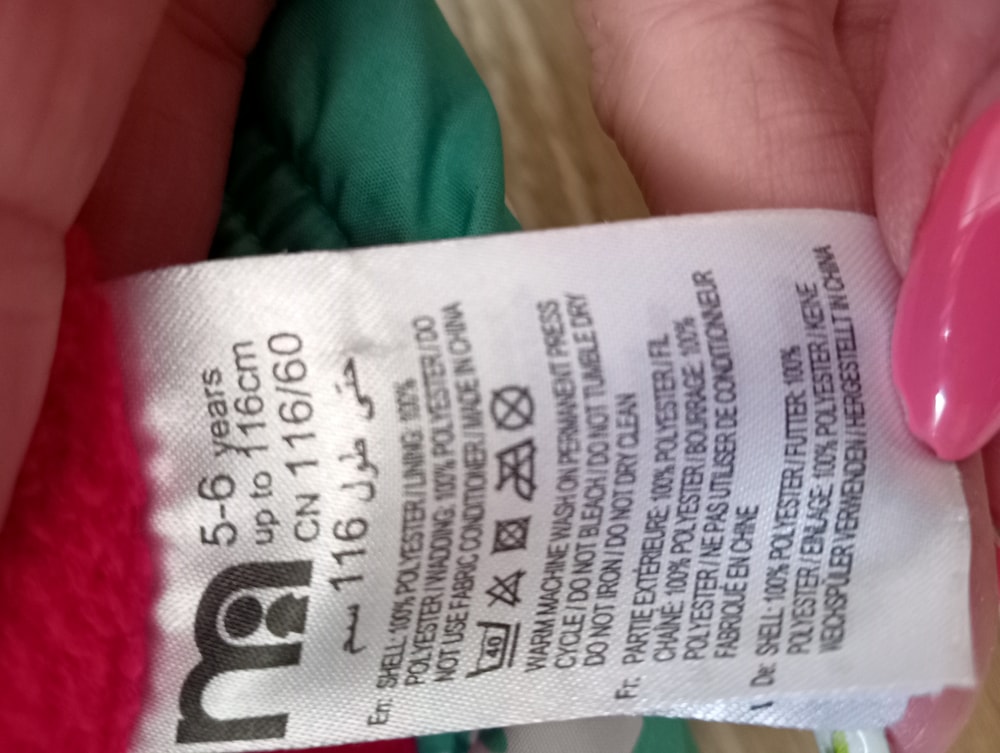 m
5-6 years
up to 116cm
CN 116/60
حتى طول 116 سم
En: SHELL: 100% POLYESTER / LINING: 100%
POLYESTER / WADDING: 100% POLYESTER / DO
NOT USE FABRIC CONDITIONER / MADE IN CHINA
40
WARM MACHINE WASH ON PERMANENT PRESS
CYCLE / DO NOT BLEACH / DO NOT TUMBLE DRY
DO NOT IRON / DO NOT DRY CLEAN
Fr: PARTIE EXTERIEURE: 100% POLYESTER / FIL
CHAINE: 100% POLYESTER / BOURRAGE: 100%
POLYESTER / NE PAS UTILISER DE CONDITIONNEUR
FABRIQUÉ EN CHINE
De: SHELL: 100% POLYESTER / FUTTER: 100%
POLYESTER / EINLAGE: 100% POLYESTER / KEINE
WEICHSPÜLER VERWENDEN / HERGESTELLT IN CHINA